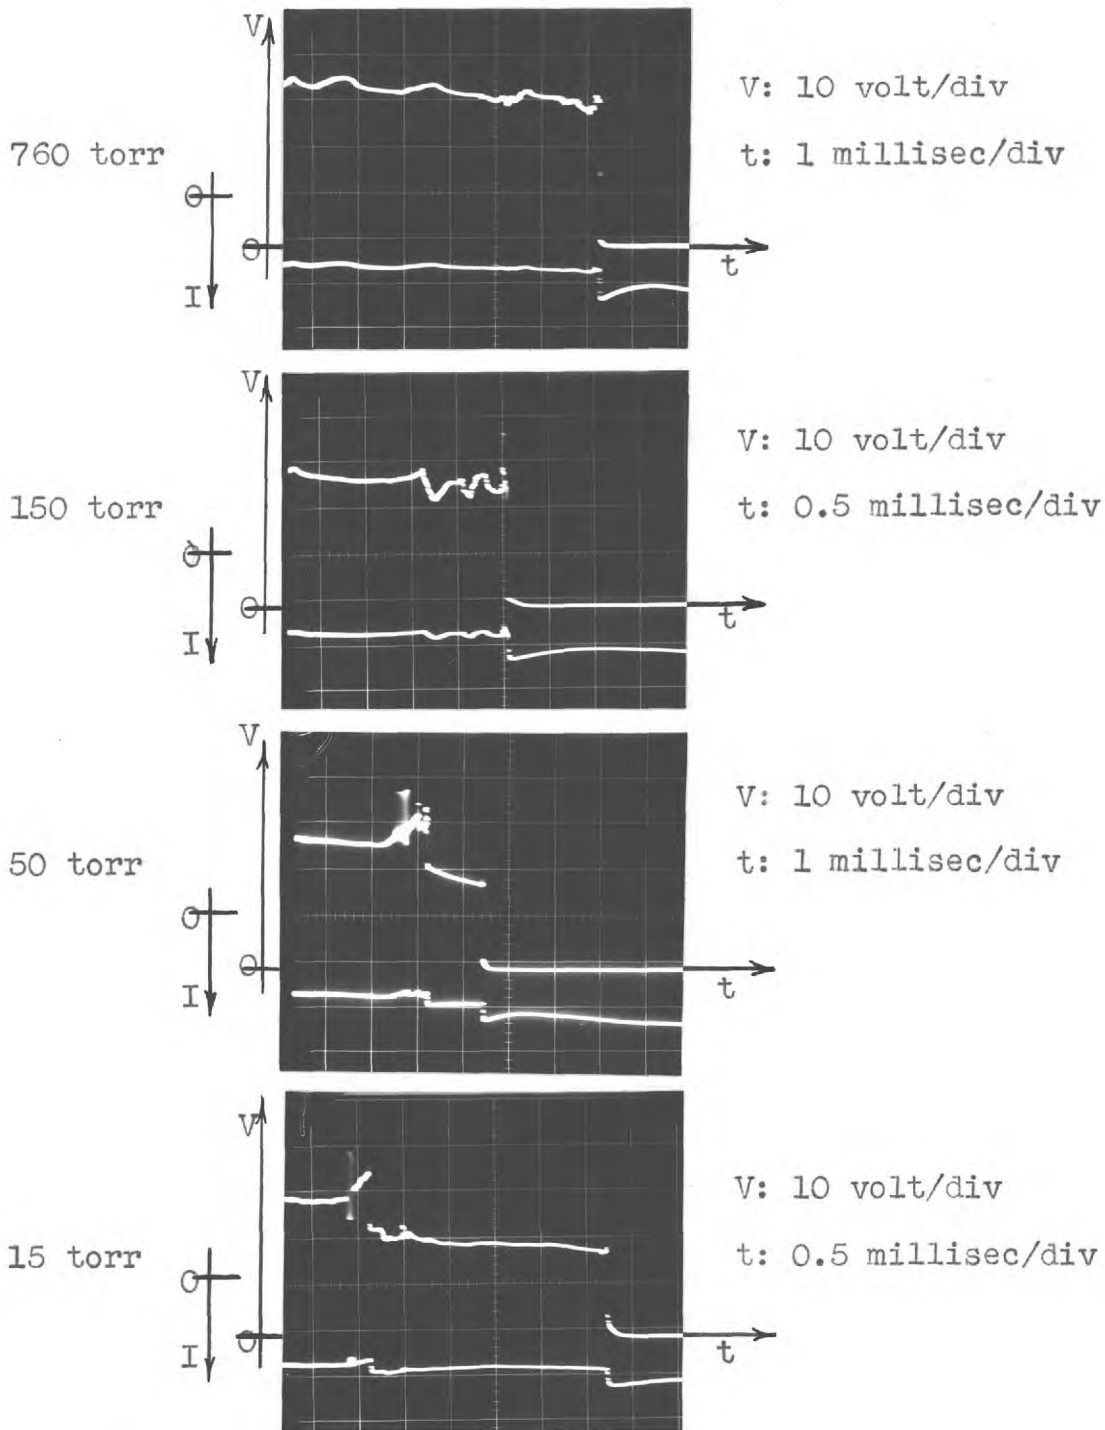 V
V: 10 volt/div
760 torr
t: 1 millisec/div
O
O
t
I
V
V: 10 volt/div
150 torr
t: 0.5 millisec/div
O
O
t
I
V
V: 10 volt/div
50 torr
t: 1 millisec/div
O
O
t
I
V
V: 10 volt/div
15 torr
t: 0.5 millisec/div
O
O
t
I